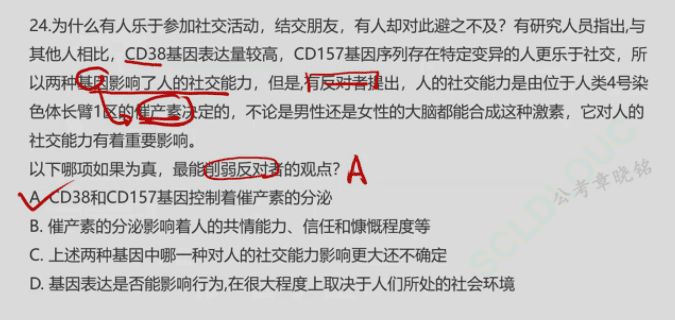 24.为什么有人乐于参加社交活动，结交朋友，有人却对此避之不及？有研究人员指出,与
其他人相比，CD38基因表达量较高，CD157基因序列存在特定变异的人更乐于社交，所
以两种基因影响了人的社交能力，但是,有反对者提出，人的社交能力是由位于人类4号染
色体长臂1区的催产素决定的，不论是男性还是女性的大脑都能合成这种激素，它对人的
社交能力有着重要影响。
以下哪项如果为真，最能削弱反对者的观点？ A
A. CD38和CD157基因控制着催产素的分泌
B. 催产素的分泌影响着人的共情能力、信任和慷慨程度等
C. 上述两种基因中哪一种对人的社交能力影响更大还不确定
D. 基因表达是否能影响行为,在很大程度上取决于人们所处的社会环境
SCLDLOUC
公考章晓铭